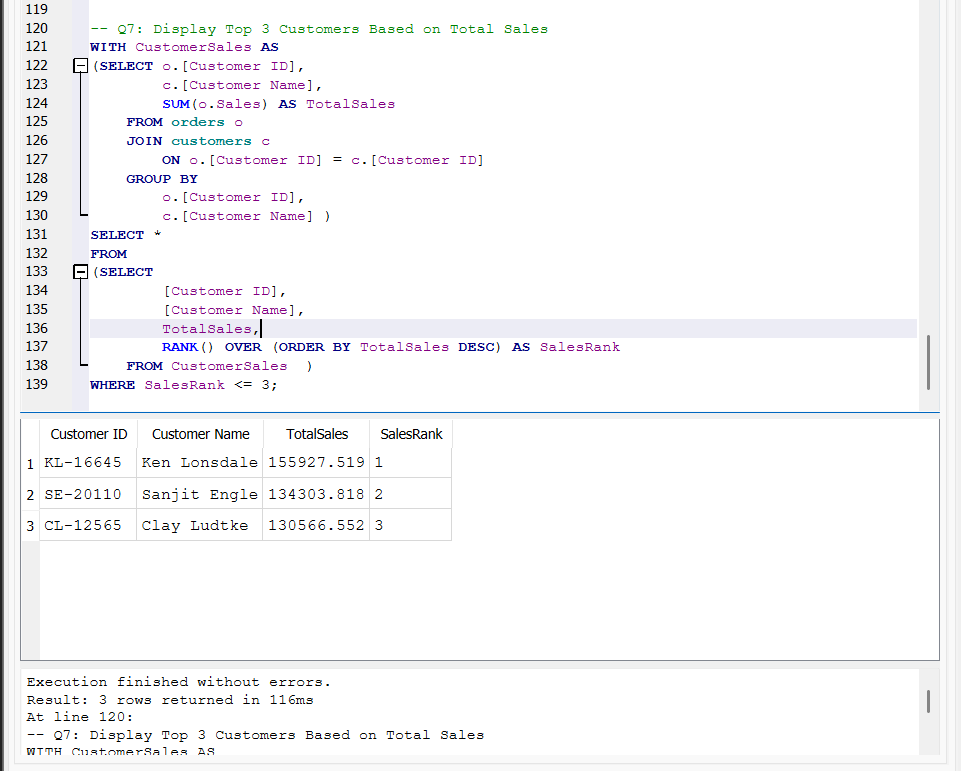 119
120 -- Q7: Display Top 3 Customers Based on Total Sales
121 WITH CustomerSales AS
122 (SELECT o.[Customer ID],
123 c.[Customer Name],
124 SUM(o.Sales) AS TotalSales
125 FROM orders o
126 JOIN customers c
127 ON o.[Customer ID] = c.[Customer ID]
128 GROUP BY
129 o.[Customer ID],
130 c.[Customer Name] )
131 SELECT *
132 FROM
133 (SELECT
134 [Customer ID],
135 [Customer Name],
136 TotalSales,
137 RANK() OVER (ORDER BY TotalSales DESC) AS SalesRank
138 FROM CustomerSales )
139 WHERE SalesRank <= 3;
Customer ID Customer Name TotalSales SalesRank
1 KL-16645 Ken Lonsdale 155927.519 1
2 SE-20110 Sanjit Engle 134303.818 2
3 CL-12565 Clay Ludtke 130566.552 3
Execution finished without errors.
Result: 3 rows returned in 116ms
At line 120:
-- Q7: Display Top 3 Customers Based on Total Sales
WITH CustomerSales AS